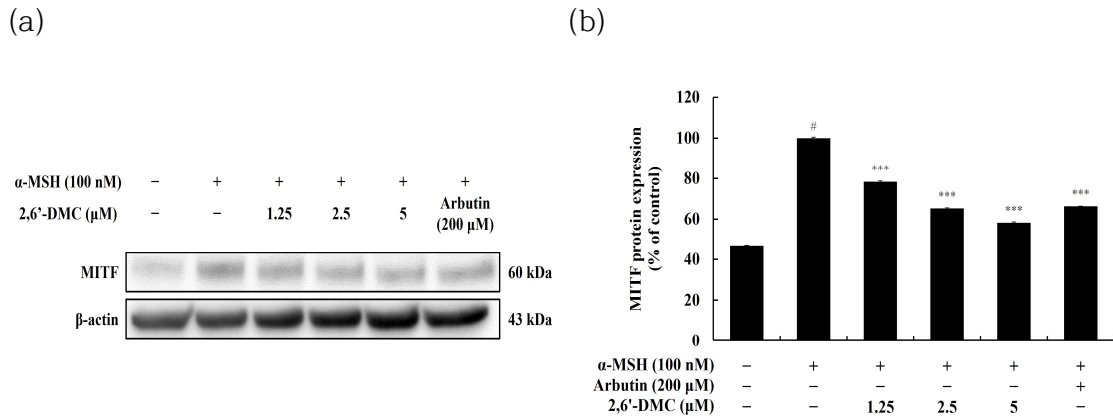 (a)
α-MSH (100 nM) – + + + + +
2,6’-DMC (μM) – – 1.25 2.5 5 Arbutin
(200 μM)
MITF 60 kDa
β-actin 43 kDa
(b)
MITF protein expression
(% of control)
120
100
80
60
40
20
0
#
***
***
***
***
α-MSH (100 nM) – + + + + +
Arbutin (200 μM) – – – – – +
2,6'-DMC (μM) – – 1.25 2.5 5 –